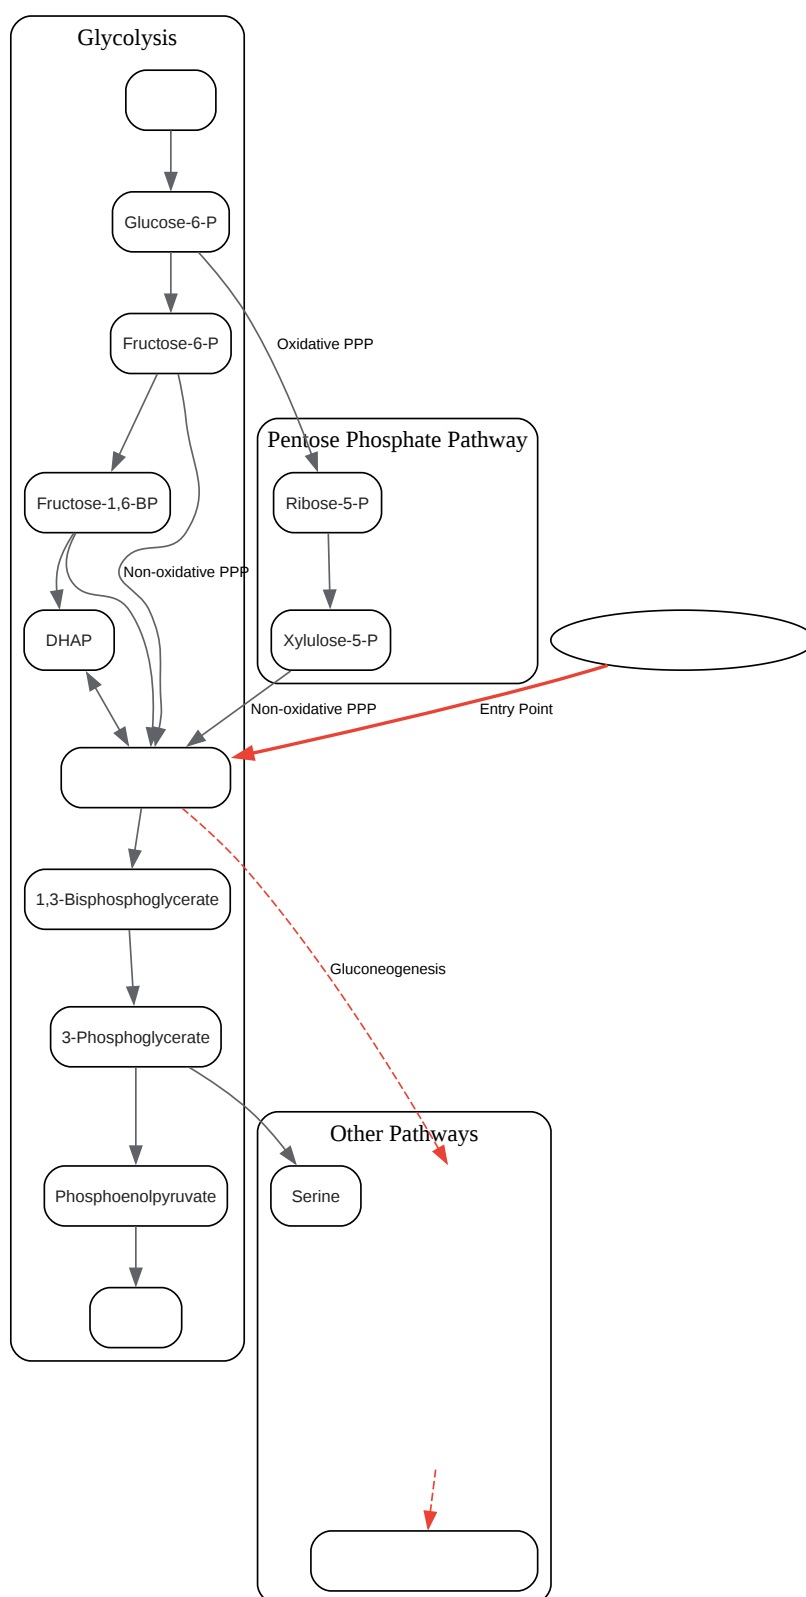 Glycolysis
Glucose-6-P
Fructose-6-P
Oxidative PPP
Pentose Phosphate Pathway
Fructose-1,6-BP
Ribose-5-P
Non-oxidative PPP
DHAP
Xylulose-5-P
Non-oxidative PPP
Entry Point
1,3-Bisphosphoglycerate
Gluconeogenesis
3-Phosphoglycerate
Other Pathways
Phosphoenolpyruvate
Serine